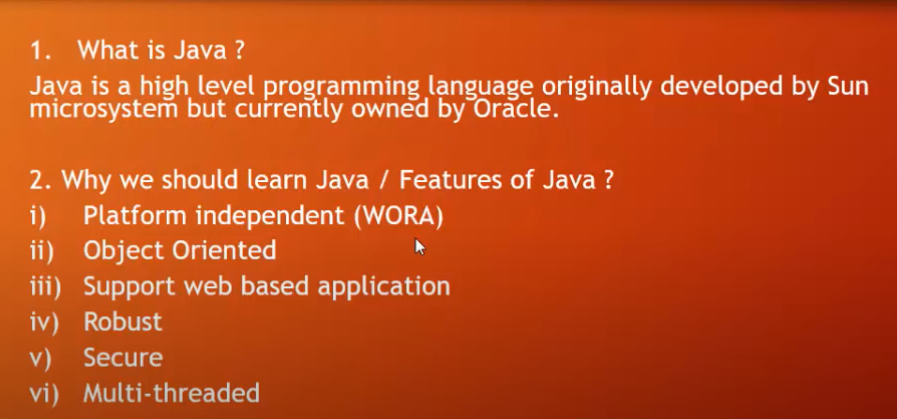 1. What is Java ?
Java is a high level programming language originally developed by Sun
microsystem but currently owned by Oracle.
2. Why we should learn Java / Features of Java ?
i) Platform independent (WORA)
ii) Object Oriented
iii) Support web based application
iv) Robust
v) Secure
vi) Multi-threaded